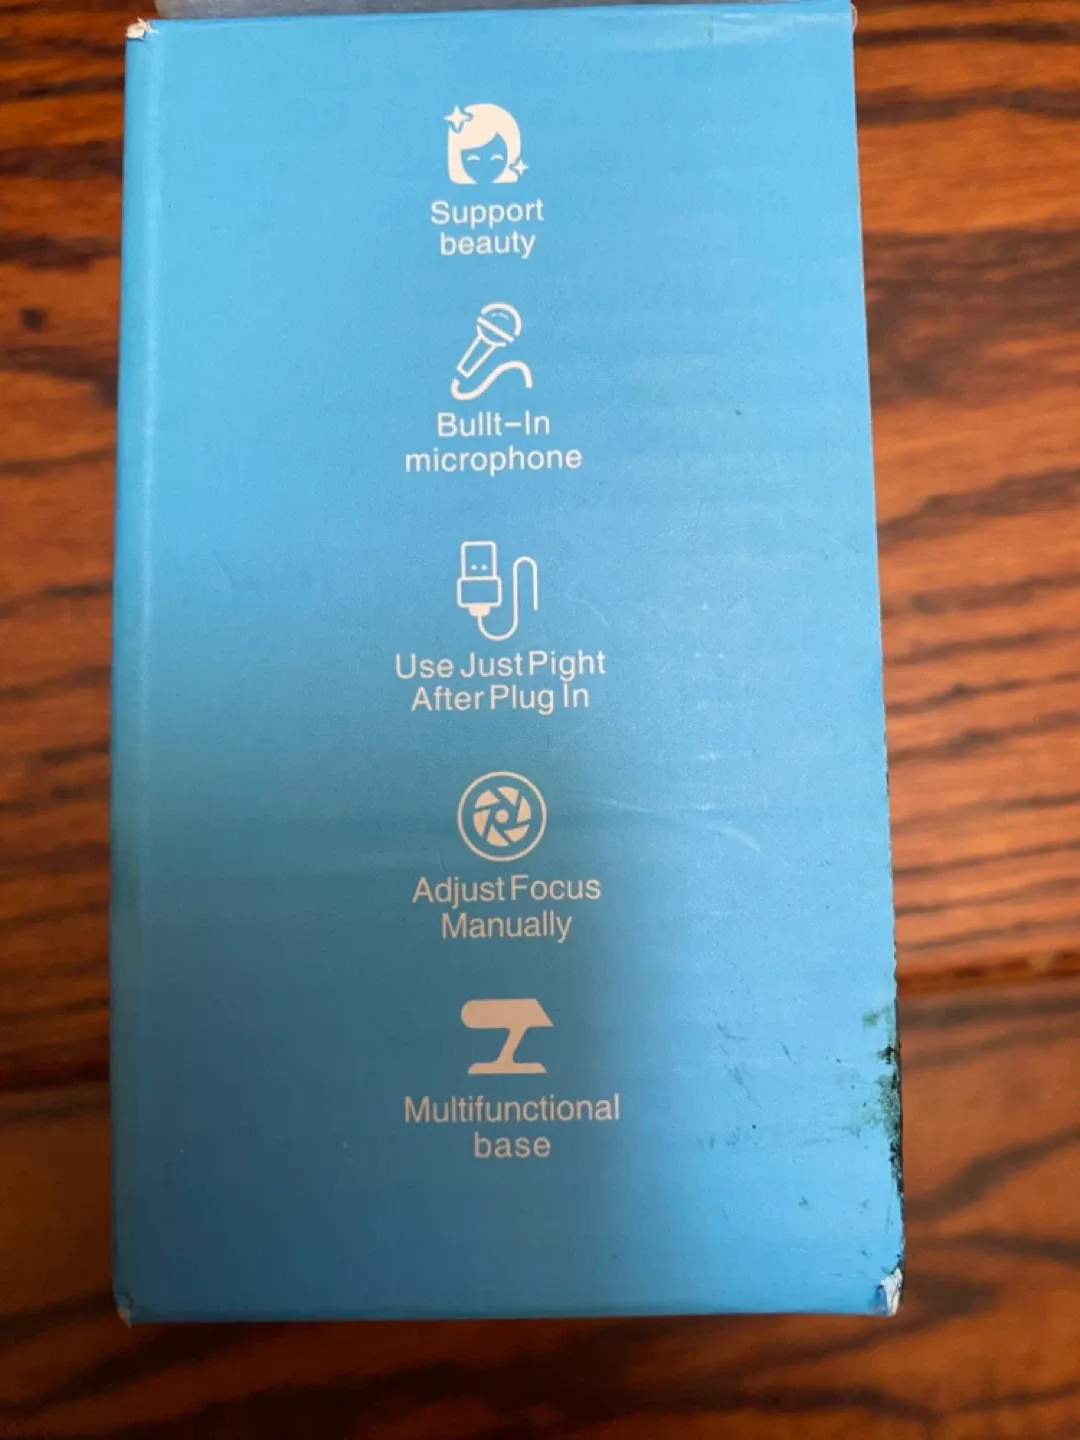 Support
beauty
Bullt-In
microphone
Use Just Pight
After Plug In
Adjust Focus
Manually
Multifunctional
base